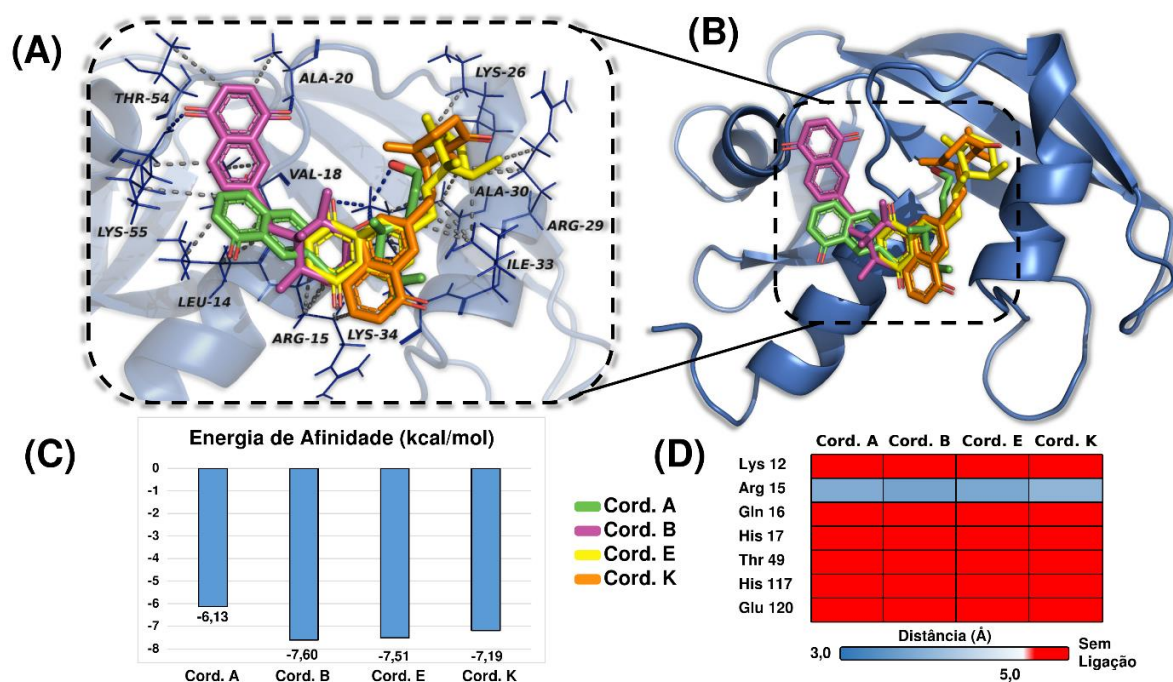 (A)
THR-54
ALA-20
LYS-26
VAL-18
ALA-30
ARG-29
LYS-55
ILE-33
LEU-14
ARG-15
LYS-34
(B)
(C)
Energia de Afinidade (kcal/mol)
0
-1
-2
-3
-4
-5
-6
-7
-8
-6,13
-7,60
-7,51
-7,19
Cord. A
Cord. B
Cord. E
Cord. K
Cord. A
Cord. B
Cord. E
Cord. K
(D)
Cord. A Cord. B Cord. E Cord. K
Lys 12
Arg 15
Gln 16
His 17
Thr 49
His 117
Glu 120
Distância (Å)
3,0
5,0
Sem
Ligação